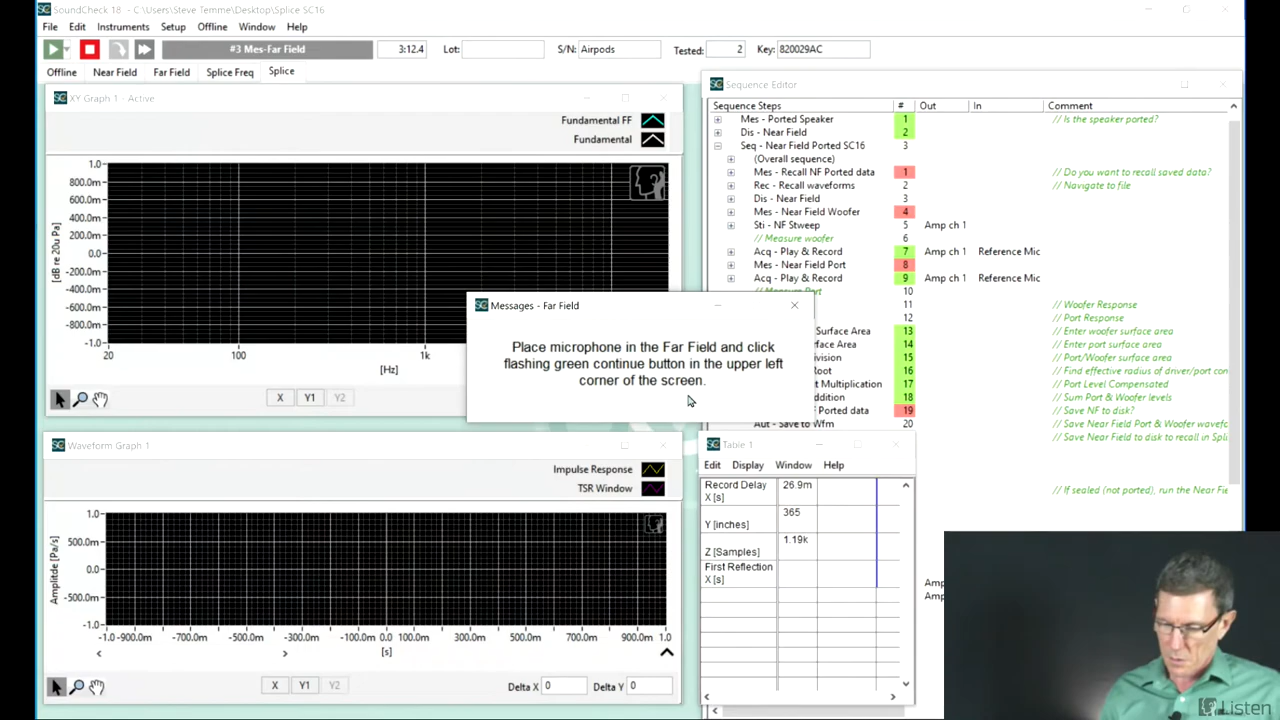 SoundCheck 18 - C:\Users\Steve Temme\Desktop\Splice SC16
File Edit Instruments Setup Offline Window Help
#3 Mes-Far Field 3:12.4 Lot: S/N: Airpods Tested: 2 Key: 820029AC
Offline Near Field Far Field Splice Freq Splice
XY Graph 1 - Active
Fundamental FF
Fundamental
1.0
800.0m
600.0m
400.0m
200.0m
0.0
-200.0m
-400.0m
-600.0m
-800.0m
-1.0
[dB re 20u Pa]
20 100 1k
[Hz]
X Y1 Y2
Sequence Editor
Sequence Steps # Out In Comment
Mes - Ported Speaker 1 // Is the speaker ported?
Dis - Near Field 2
Seq - Near Field Ported SC16 3
(Overall sequence)
Mes - Recall NF Ported data 1 // Do you want to recall saved data?
Rec - Recall waveforms 2 // Navigate to file
Dis - Near Field 3
Mes - Near Field Woofer 4
Sti - NF Stweep 5 Amp ch 1
// Measure woofer 6
Acq - Play & Record 7 Amp ch 1 Reference Mic
Mes - Near Field Port 8
Acq - Play & Record 9 Amp ch 1 Reference Mic
// Measure Port 10
11 // Woofer Response
12 // Port Response
Surface Area 13 // Enter woofer surface area
face Area 14 // Enter port surface area
ivision 15 // Port/Woofer surface area
Root 16 // Find effective radius of driver/port con
Multiplication 17 // Port Level Compensated
ddition 18 // Sum Port & Woofer levels
Ported data 19 // Save NF to disk?
Aut - Save to Wfm 20 // Save Near Field Port & Woofer wavefo
// Save Near Field to disk to recall in Spli
// If sealed (not ported), run the Near Fie
Messages - Far Field
Place microphone in the Far Field and click
flashing green continue button in the upper left
corner of the screen.
Waveform Graph 1
Impulse Response
TSR Window
1.0
500.0m
0.0
-500.0m
-1.0
Amplitde [Pa/s]
-1.0 -900.0m -700.0m -500.0m -300.0m -100.0m 0.0 100.0m 300.0m 500.0m 700.0m 900.0m 1.0
[s]
X Y1 Y2 Delta X 0 Delta Y 0
Table 1
Edit Display Window Help
Record Delay 26.9m
X [s]
365
Y [inches]
1.19k
Z [Samples]
First Reflection
X [s]
Am
Am
Listen